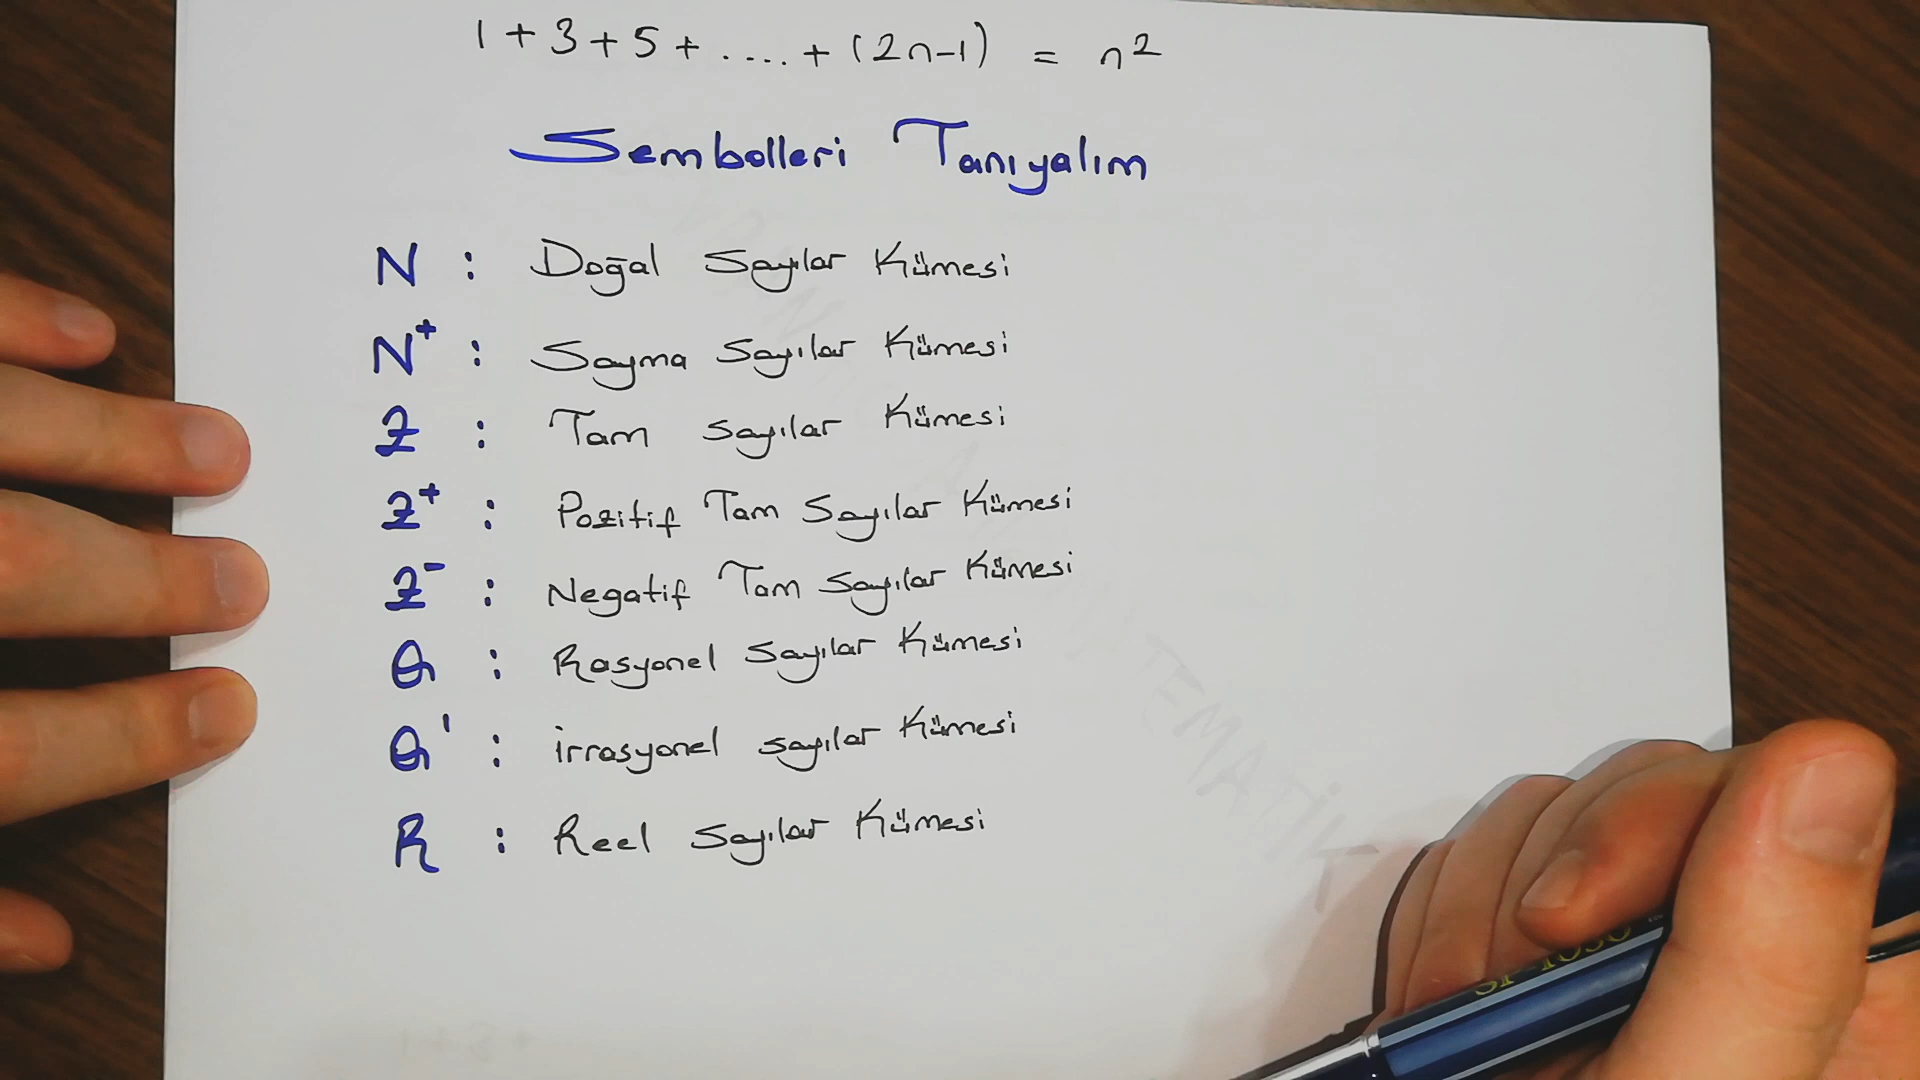 1 + 3 + 5 + .... + (2n-1) = n²
Sembolleri Tanıyalım
N : Doğal Sayılar Kümesi
N⁺ : Sayma Sayılar Kümesi
Z : Tam Sayılar Kümesi
Z⁺ : Pozitif Tam Sayılar Kümesi
Z⁻ : Negatif Tam Sayılar Kümesi
Q : Rasyonel Sayılar Kümesi
Q' : irrasyonel sayılar Kümesi
R : Reel Sayılar Kümesi